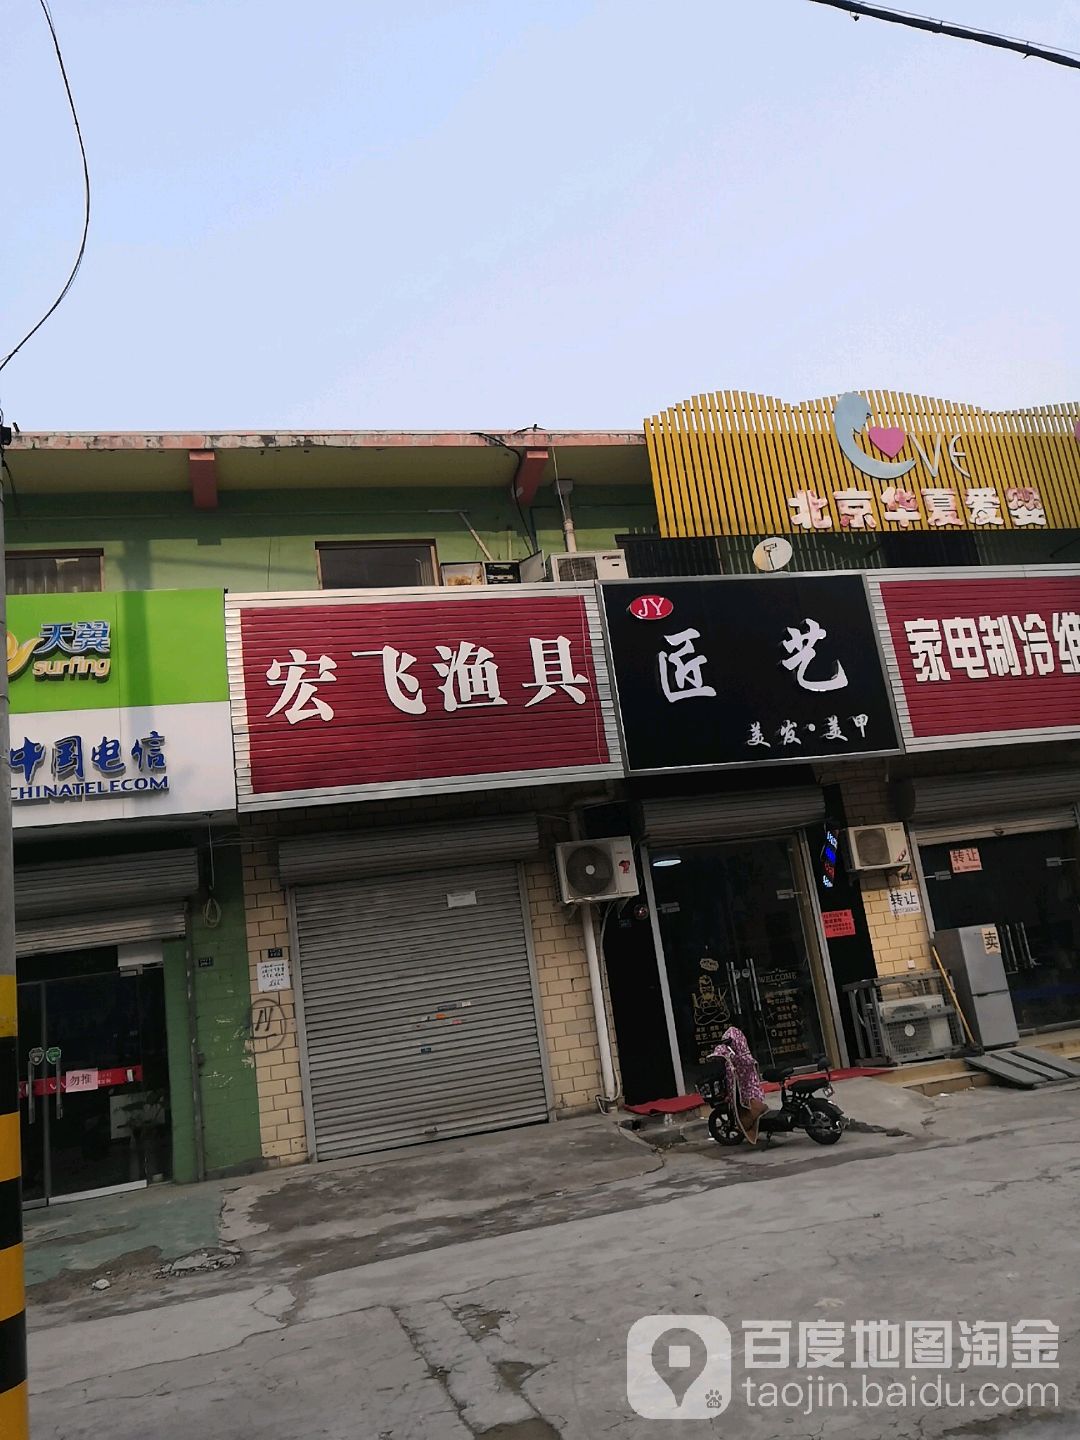 LOVE
北京华夏爱婴
天翼
surfing
中国电信
CHINATELECOM
宏飞渔具
JY
匠艺
美发·美甲
家电制冷维
转让
转让
卖
WELCOME
勿推
11
百度地图淘金
taojin.baidu.com